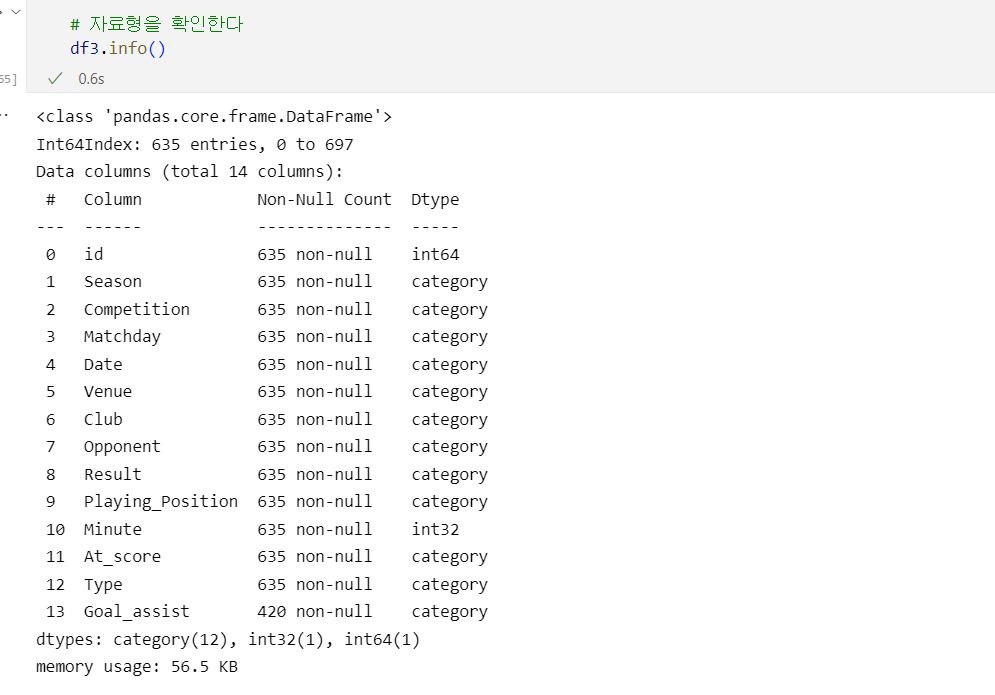 # 자료형을 확인한다
df3.info()
65]
0.6s
<class 'pandas.core.frame.DataFrame'>
Int64Index: 635 entries, 0 to 697
Data columns (total 14 columns):
 #   Column            Non-Null Count  Dtype
---  ------            --------------  -----
 0   id                635 non-null    int64
 1   Season            635 non-null    category
 2   Competition       635 non-null    category
 3   Matchday          635 non-null    category
 4   Date              635 non-null    category
 5   Venue             635 non-null    category
 6   Club              635 non-null    category
 7   Opponent          635 non-null    category
 8   Result            635 non-null    category
 9   Playing_Position  635 non-null    category
 10  Minute            635 non-null    int32
 11  At_score          635 non-null    category
 12  Type              635 non-null    category
 13  Goal_assist       420 non-null    category
dtypes: category(12), int32(1), int64(1)
memory usage: 56.5 KB